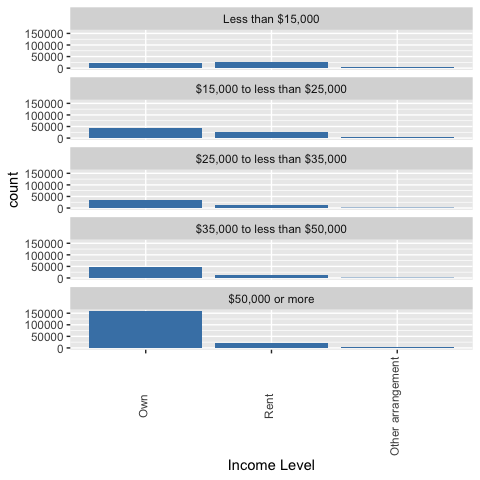 Less than $15,000
150000
100000
50000
0
$15,000 to less than $25,000
150000
100000
50000
0
$25,000 to less than $35,000
150000
100000
50000
0
$35,000 to less than $50,000
150000
100000
50000
0
$50,000 or more
150000
100000
50000
0
count
Own
Rent
Other arrangement
Income Level